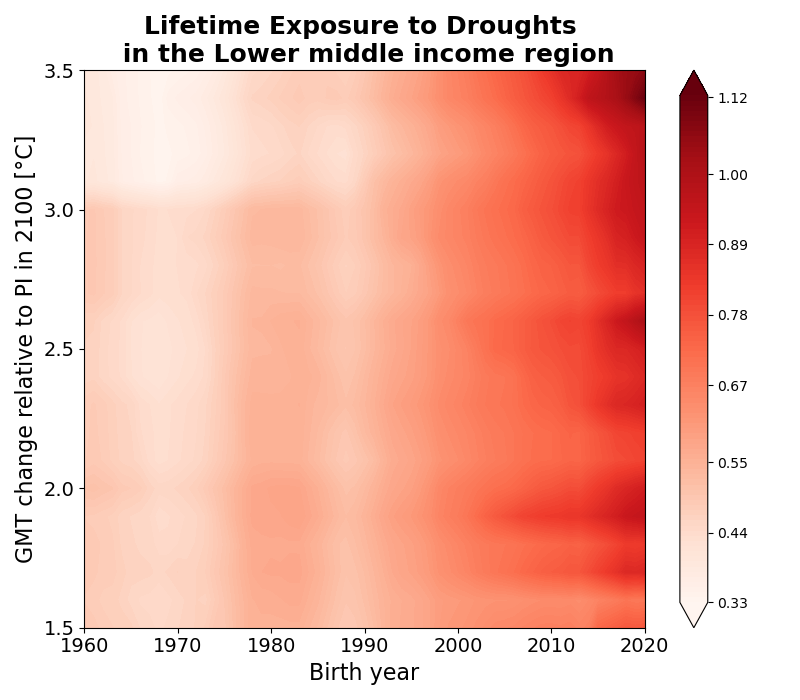 Lifetime Exposure to Droughts
in the Lower middle income region
GMT change relative to PI in 2100 [°C]
3.5
3.0
2.5
2.0
1.5
1960 1970 1980 1990 2000 2010 2020
Birth year
1.12
1.00
0.89
0.78
0.67
0.55
0.44
0.33